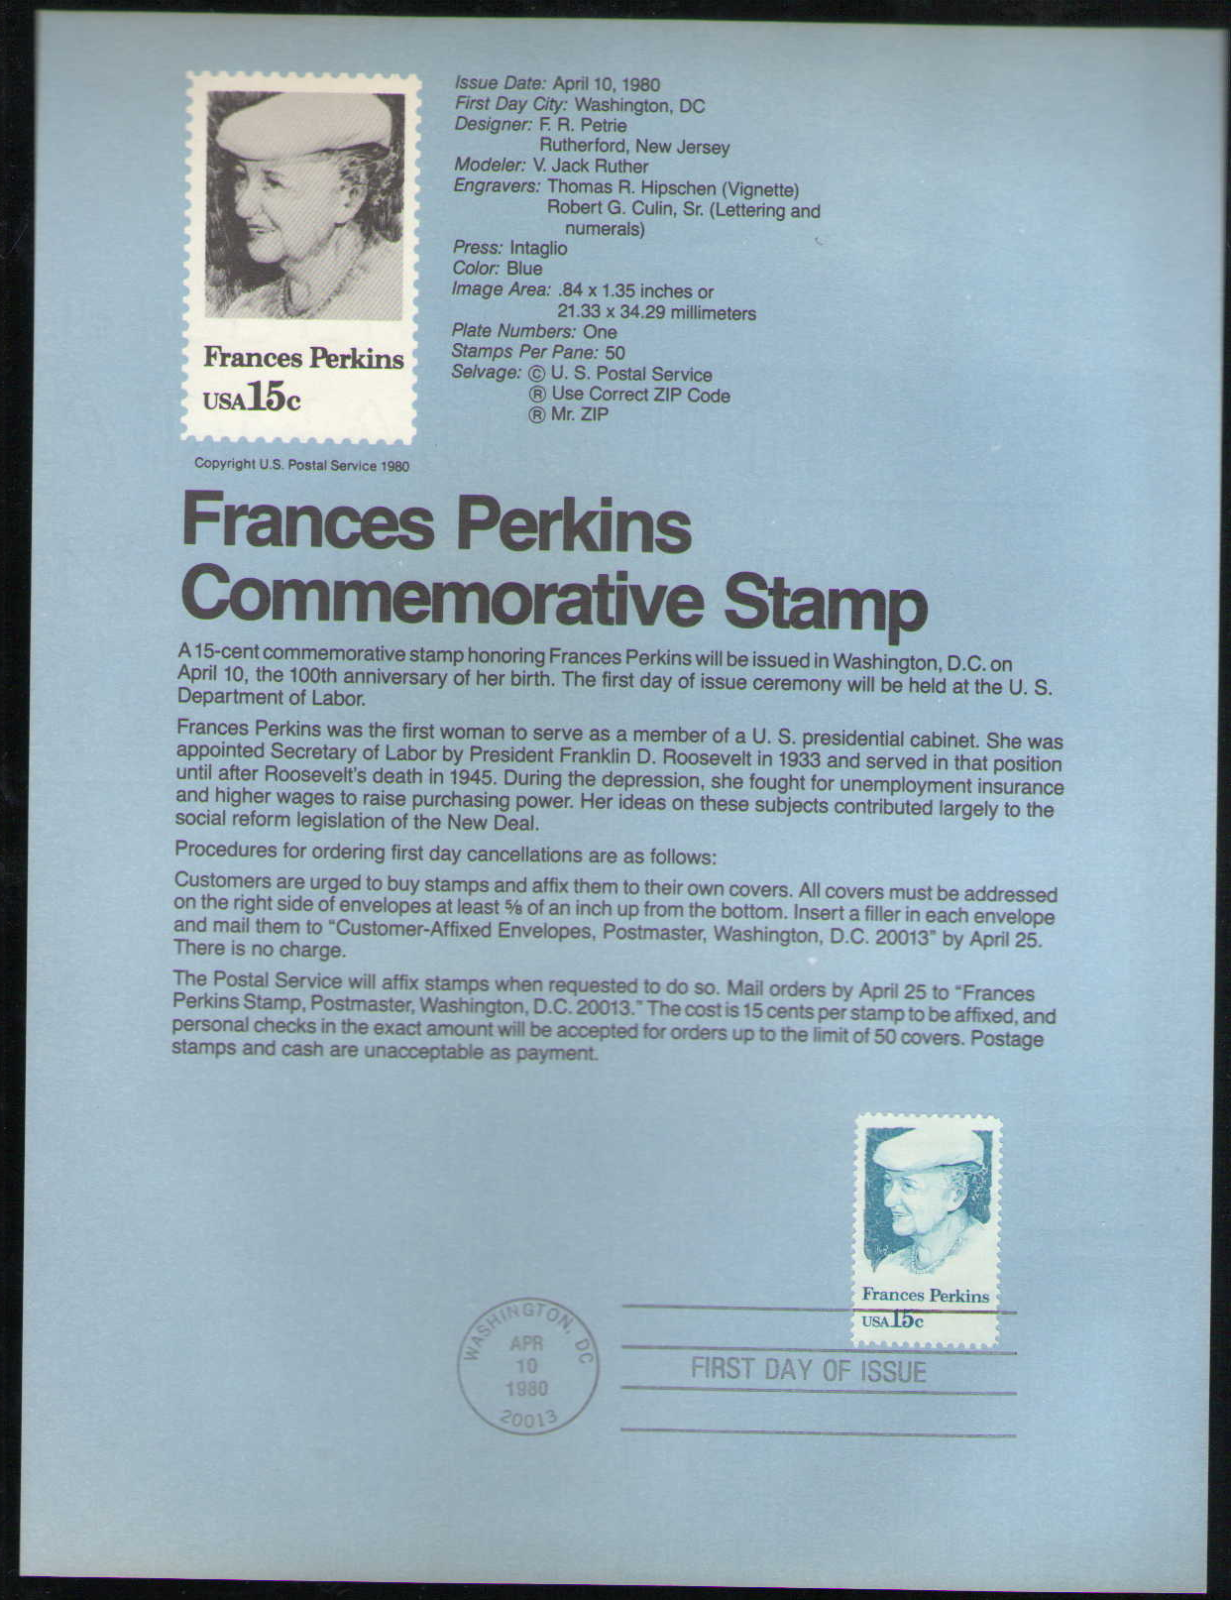 Frances Perkins
USA15c
Copyright U.S. Postal Service 1980
Issue Date: April 10, 1980
First Day City: Washington, DC
Designer: F. R. Petrie
Rutherford, New Jersey
Modeler: V. Jack Ruther
Engravers: Thomas R. Hipschen (Vignette)
Robert G. Culin, Sr. (Lettering and
numerals)
Press: Intaglio
Color: Blue
Image Area: .84 x 1.35 inches or
21.33 x 34.29 millimeters
Plate Numbers: One
Stamps Per Pane: 50
Selvage: © U. S. Postal Service
® Use Correct ZIP Code
® Mr. ZIP
Frances Perkins
Commemorative Stamp
A 15-cent commemorative stamp honoring Frances Perkins will be issued in Washington, D.C. on
April 10, the 100th anniversary of her birth. The first day of issue ceremony will be held at the U. S.
Department of Labor.
Frances Perkins was the first woman to serve as a member of a U. S. presidential cabinet. She was
appointed Secretary of Labor by President Franklin D. Roosevelt in 1933 and served in that position
until after Roosevelt's death in 1945. During the depression, she fought for unemployment insurance
and higher wages to raise purchasing power. Her ideas on these subjects contributed largely to the
social reform legislation of the New Deal.
Procedures for ordering first day cancellations are as follows:
Customers are urged to buy stamps and affix them to their own covers. All covers must be addressed
on the right side of envelopes at least ⅝ of an inch up from the bottom. Insert a filler in each envelope
and mail them to "Customer-Affixed Envelopes, Postmaster, Washington, D.C. 20013" by April 25.
There is no charge.
The Postal Service will affix stamps when requested to do so. Mail orders by April 25 to "Frances
Perkins Stamp, Postmaster, Washington, D.C. 20013." The cost is 15 cents per stamp to be affixed, and
personal checks in the exact amount will be accepted for orders up to the limit of 50 covers. Postage
stamps and cash are unacceptable as payment.
Frances Perkins
USA15c
WASHINGTON, DC
APR
10
1980
20013
FIRST DAY OF ISSUE